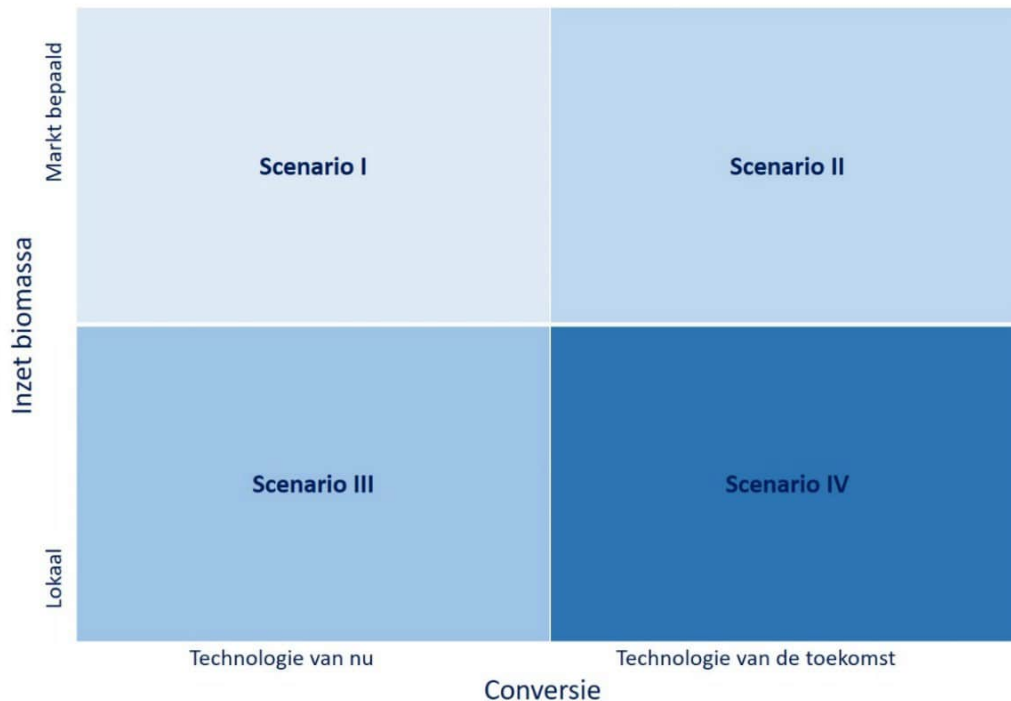 Markt bepaald
Inzet biomassa
Lokaal
Scenario I
Scenario II
Scenario III
Scenario IV
Technologie van nu
Technologie van de toekomst
Conversie